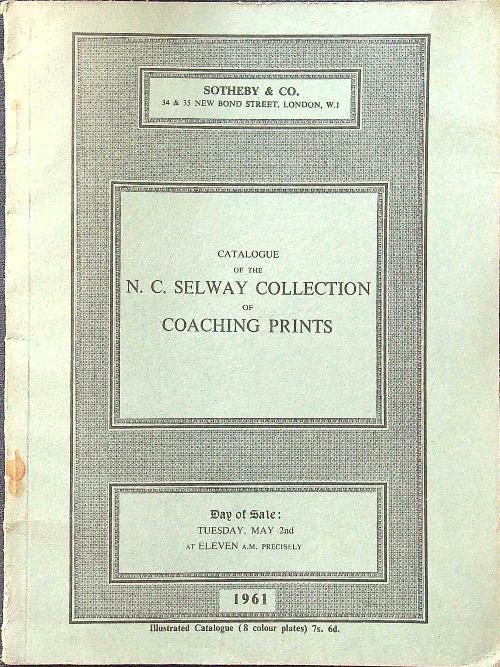 SOTHEBY & CO.
34 & 35 NEW BOND STREET, LONDON, W.1
CATALOGUE
OF THE
N. C. SELWAY COLLECTION
OF
COACHING PRINTS
Day of Sale:
TUESDAY, MAY 2nd
AT ELEVEN A.M. PRECISELY
1961
Illustrated Catalogue (8 colour plates) 7s. 6d.